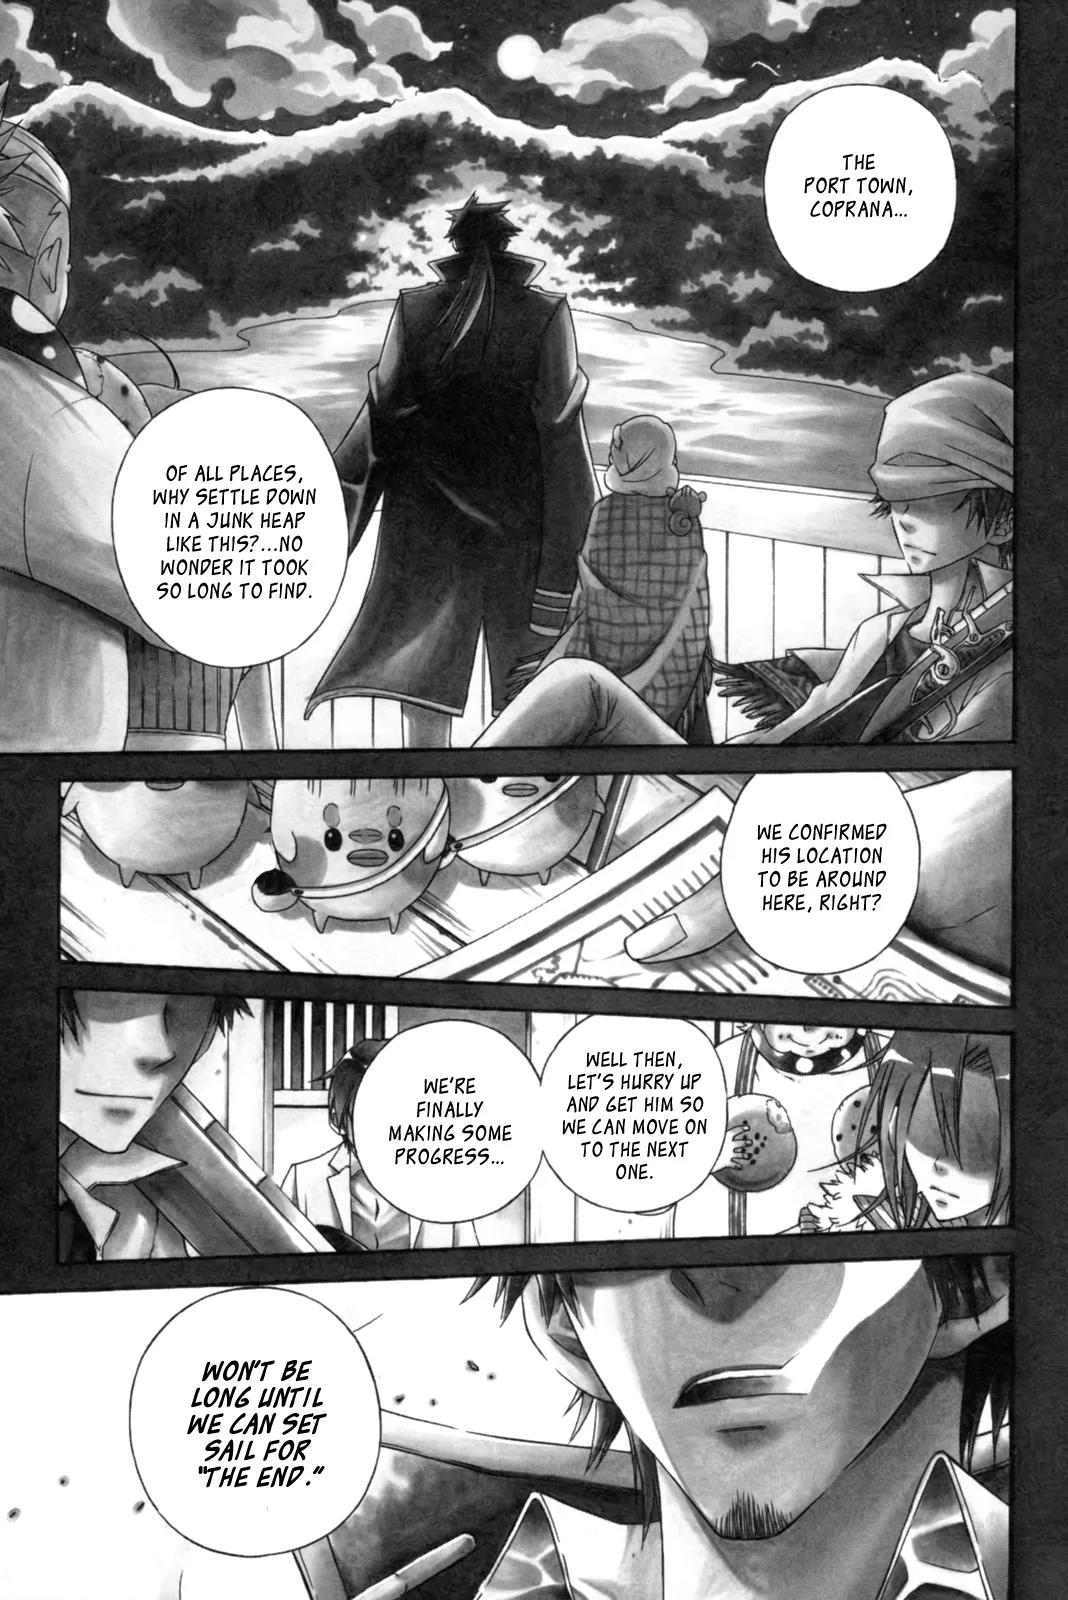 THE
PORT TOWN,
COPRANA...
OF ALL PLACES,
WHY SETTLE DOWN
IN A JUNK HEAP
LIKE THIS?...NO
WONDER IT TOOK
SO LONG TO FIND.
WE CONFIRMED
HIS LOCATION
TO BE AROUND
HERE, RIGHT?
WELL THEN,
LET'S HURRY UP
AND GET HIM SO
WE CAN MOVE ON
TO THE NEXT
ONE.
WE'RE
FINALLY
MAKING SOME
PROGRESS...
WON'T BE
LONG UNTIL
WE CAN SET
SAIL FOR
"THE END."